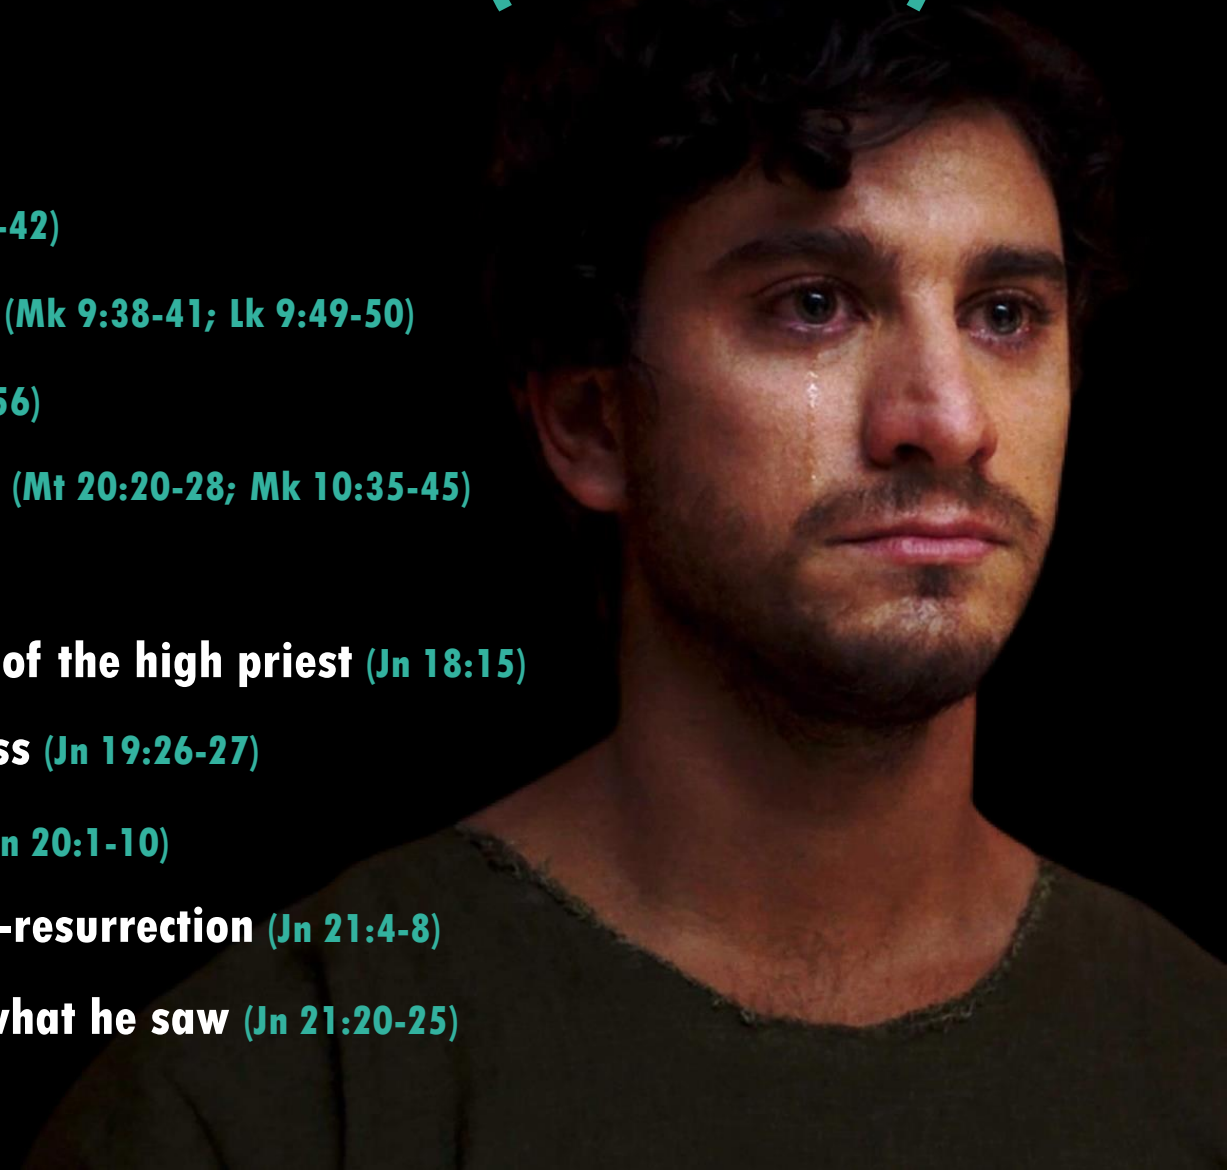 -42)
(Mk 9:38-41; Lk 9:49-50)
56)
(Mt 20:20-28; Mk 10:35-45)
of the high priest (Jn 18:15)
ss (Jn 19:26-27)
n 20:1-10)
-resurrection (Jn 21:4-8)
what he saw (Jn 21:20-25)